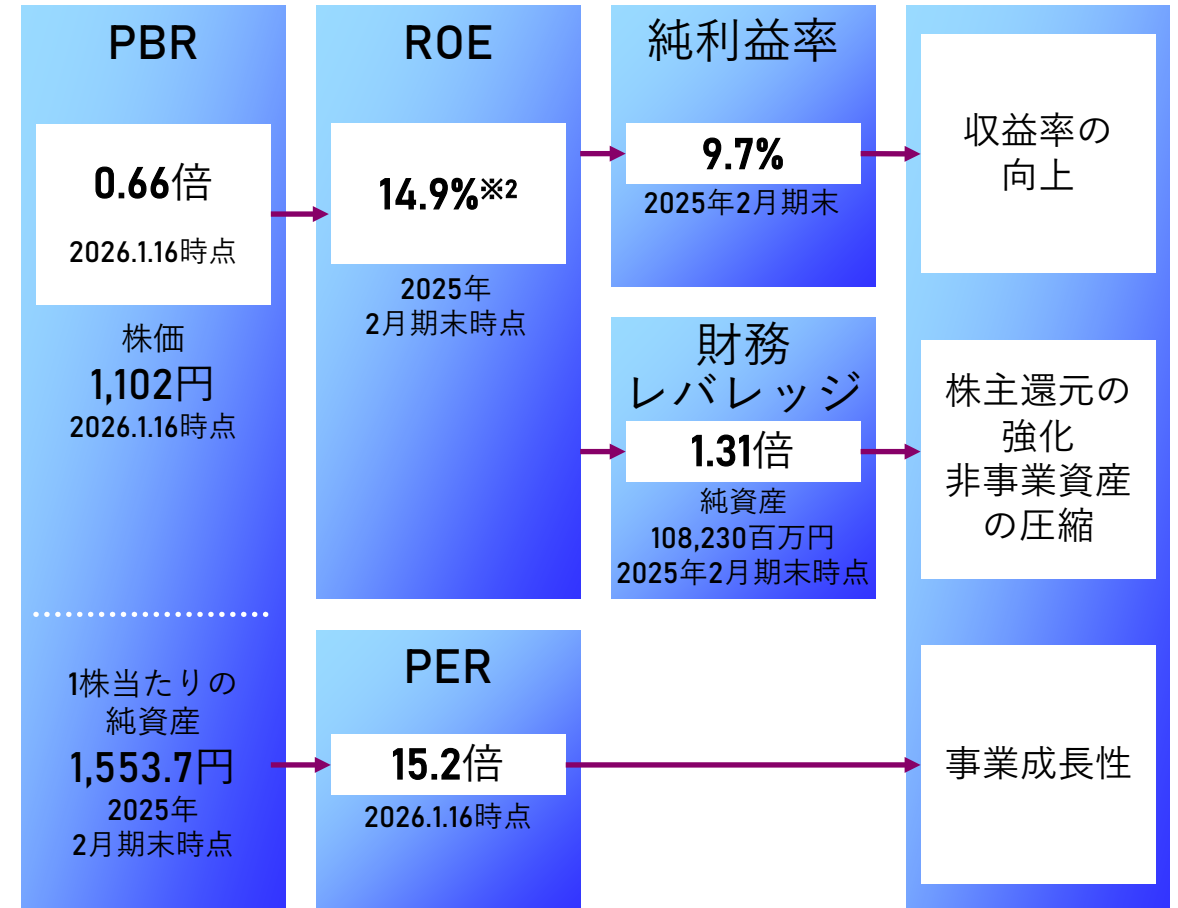 PBR
0.66倍
2026.1.16時点
株価
1,102円
2026.1.16時点
1株当たりの
純資産
1,553.7円
2025年
2月期末時点
ROE
14.9%※2
2025年
2月期末時点
PER
15.2倍
2026.1.16時点
純利益率
9.7%
2025年2月期末
財務
レバレッジ
1.31倍
純資産
108,230百万円
2025年2月期末時点
収益率の
向上
株主還元の
強化
非事業資産
の圧縮
事業成長性